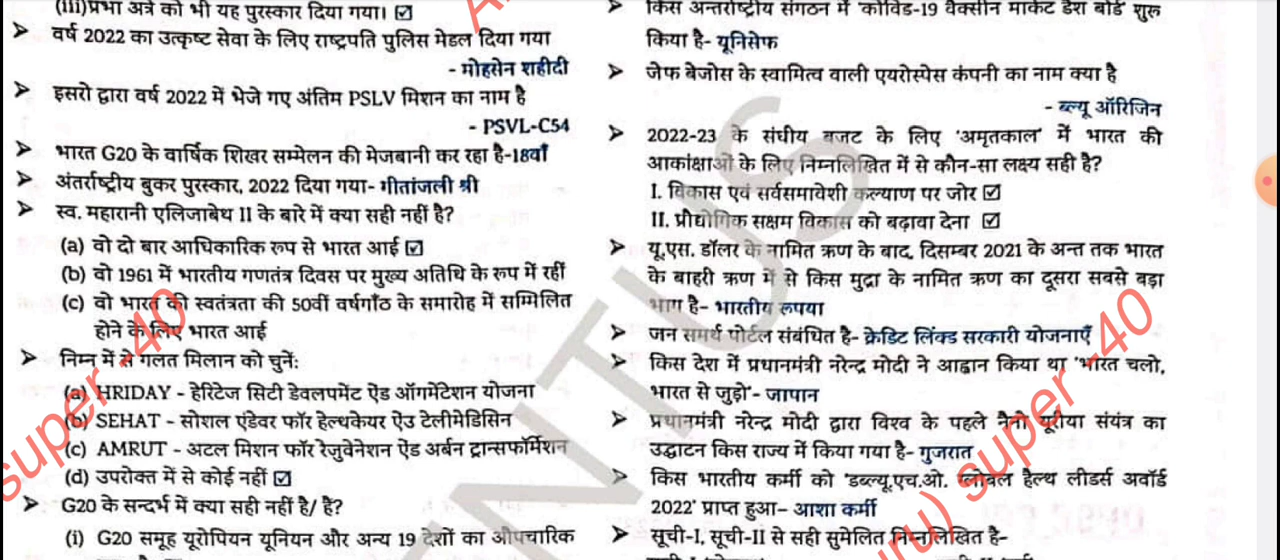 (iii)प्रभा अत्रे को भी यह पुरस्कार दिया गया। ☑
➤ वर्ष 2022 का उत्कृष्ट सेवा के लिए राष्ट्रपति पुलिस मेडल दिया गया
- मोहसेन शहीदी
➤ इसरो द्वारा वर्ष 2022 में भेजे गए अंतिम PSLV मिशन का नाम है
- PSVL-C54
➤ भारत G20 के वार्षिक शिखर सम्मेलन की मेजबानी कर रहा है-18वाँ
➤ अंतर्राष्ट्रीय बुकर पुरस्कार, 2022 दिया गया- गीतांजली श्री
➤ स्व. महारानी एलिजाबेथ II के बारे में क्या सही नहीं है?
(a) वो दो बार आधिकारिक रूप से भारत आई ☑
(b) वो 1961 में भारतीय गणतंत्र दिवस पर मुख्य अतिथि के रूप में रहीं
(c) वो भारत की स्वतंत्रता की 50वीं वर्षगाँठ के समारोह में सम्मिलित
होने के लिए भारत आई
➤ निम्न में से गलत मिलान को चुनें:
(a) HRIDAY - हेरिटेज सिटी डेवलपमेंट ऐंड ऑगमेंटेशन योजना
(b) SEHAT - सोशल एंडेवर फॉर हेल्थकेयर ऐउ टेलीमेडिसिन
(c) AMRUT - अटल मिशन फॉर रेजुवेनेशन ऐंड अर्बन ट्रान्सफॉर्मेशन
(d) उपरोक्त में से कोई नहीं ☑
➤ G20 के सन्दर्भ में क्या सही नहीं है/ हैं?
(i) G20 समूह यूरोपियन यूनियन और अन्य 19 देशों का औपचारिक
➤ किस अन्तर्राष्ट्रीय संगठन में 'कोविड-19 वैक्सीन मार्केट डैश बोर्ड' शुरू
किया है- यूनिसेफ
➤ जेफ बेजोस के स्वामित्व वाली एयरोस्पेस कंपनी का नाम क्या है
- ब्ल्यू ऑरिजिन
➤ 2022-23 के संघीय बजट के लिए 'अमृतकाल' में भारत की
आकांक्षाओं के लिए निम्नलिखित में से कौन-सा लक्ष्य सही है?
I. विकास एवं सर्वसमावेशी कल्याण पर जोर ☑
II. प्रौद्योगिक सक्षम विकास को बढ़ावा देना ☑
➤ यू.एस. डॉलर के नामित ऋण के बाद, दिसम्बर 2021 के अन्त तक भारत
के बाहरी ऋण में से किस मुद्रा के नामित ऋण का दूसरा सबसे बड़ा
भाग है- भारतीय रूपया
➤ जन समर्थ पोर्टल संबंधित है- क्रेडिट लिंक्ड सरकारी योजनाएँ
➤ किस देश में प्रधानमंत्री नरेन्द्र मोदी ने आह्वान किया था 'भारत चलो,
भारत से जुड़ो'- जापान
➤ प्रधानमंत्री नरेन्द्र मोदी द्वारा विश्व के पहले नैनो यूरीया संयंत्र का
उद्घाटन किस राज्य में किया गया है- गुजरात
➤ किस भारतीय कर्मी को 'डब्ल्यू.एच.ओ. ग्लोबल हैल्थ लीडर्स अवॉर्ड
2022' प्राप्त हुआ- आशा कर्मी
➤ सूची-I, सूची-II से सही सुमेलित निम्नलिखित है-
super -40
super -40